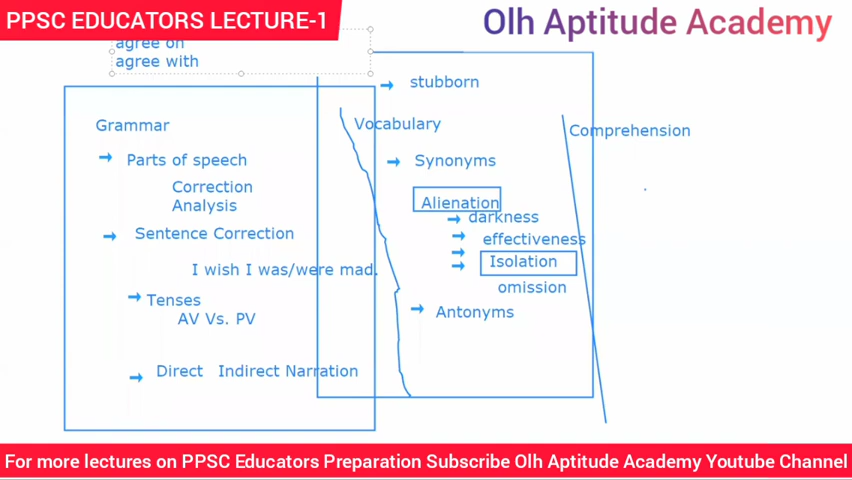 PPSC EDUCATORS LECTURE-1
Olh Aptitude Academy
agree on
agree with
Grammar
Parts of speech
Correction
Analysis
Sentence Correction
I wish I was/were mad.
Tenses
AV Vs. PV
Direct Indirect Narration
stubborn
Vocabulary
Synonyms
Alienation
darkness
effectiveness
Isolation
omission
Antonyms
Comprehension
For more lectures on PPSC Educators Preparation Subscribe Olh Aptitude Academy Youtube Channel